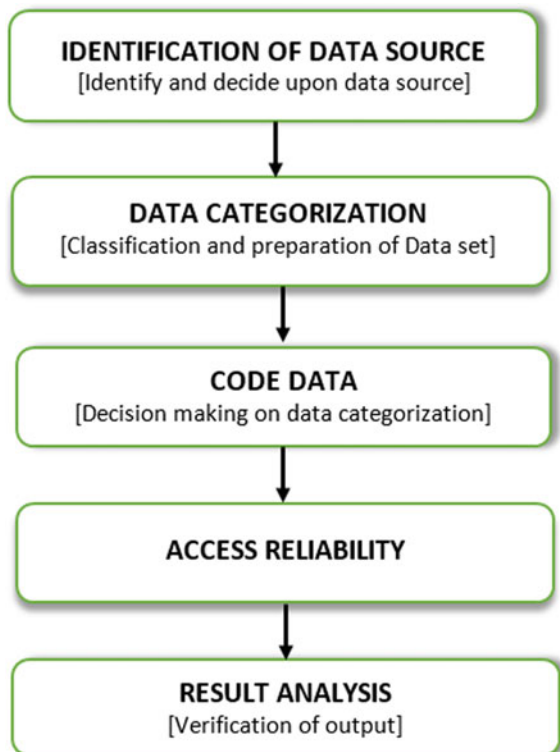 IDENTIFICATION OF DATA SOURCE
[Identify and decide upon data source]
DATA CATEGORIZATION
[Classification and preparation of Data set]
CODE DATA
[Decision making on data categorization]
ACCESS RELIABILITY
RESULT ANALYSIS
[Verification of output]